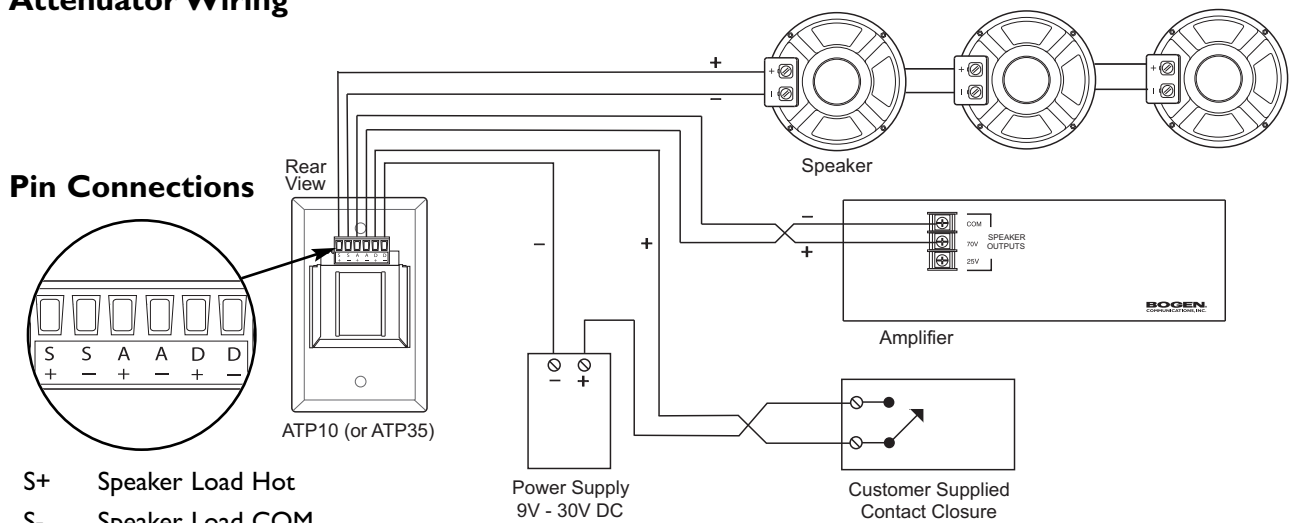 Attenuator Wiring
+
−
+
I
+
I
+
I
Speaker
Rear
View
Pin Connections
S S A A D D
+ − + − + −
S S A A D D
+ − + − + −
−
+
−
+
COM
70V
25V
SPEAKER
OUTPUTS
BOGEN
COMMUNICATIONS, INC.
Amplifier
− +
ATP10 (or ATP35)
Power Supply
9V - 30V DC
Customer Supplied
Contact Closure
S+ Speaker Load Hot
S- Speaker Load COM